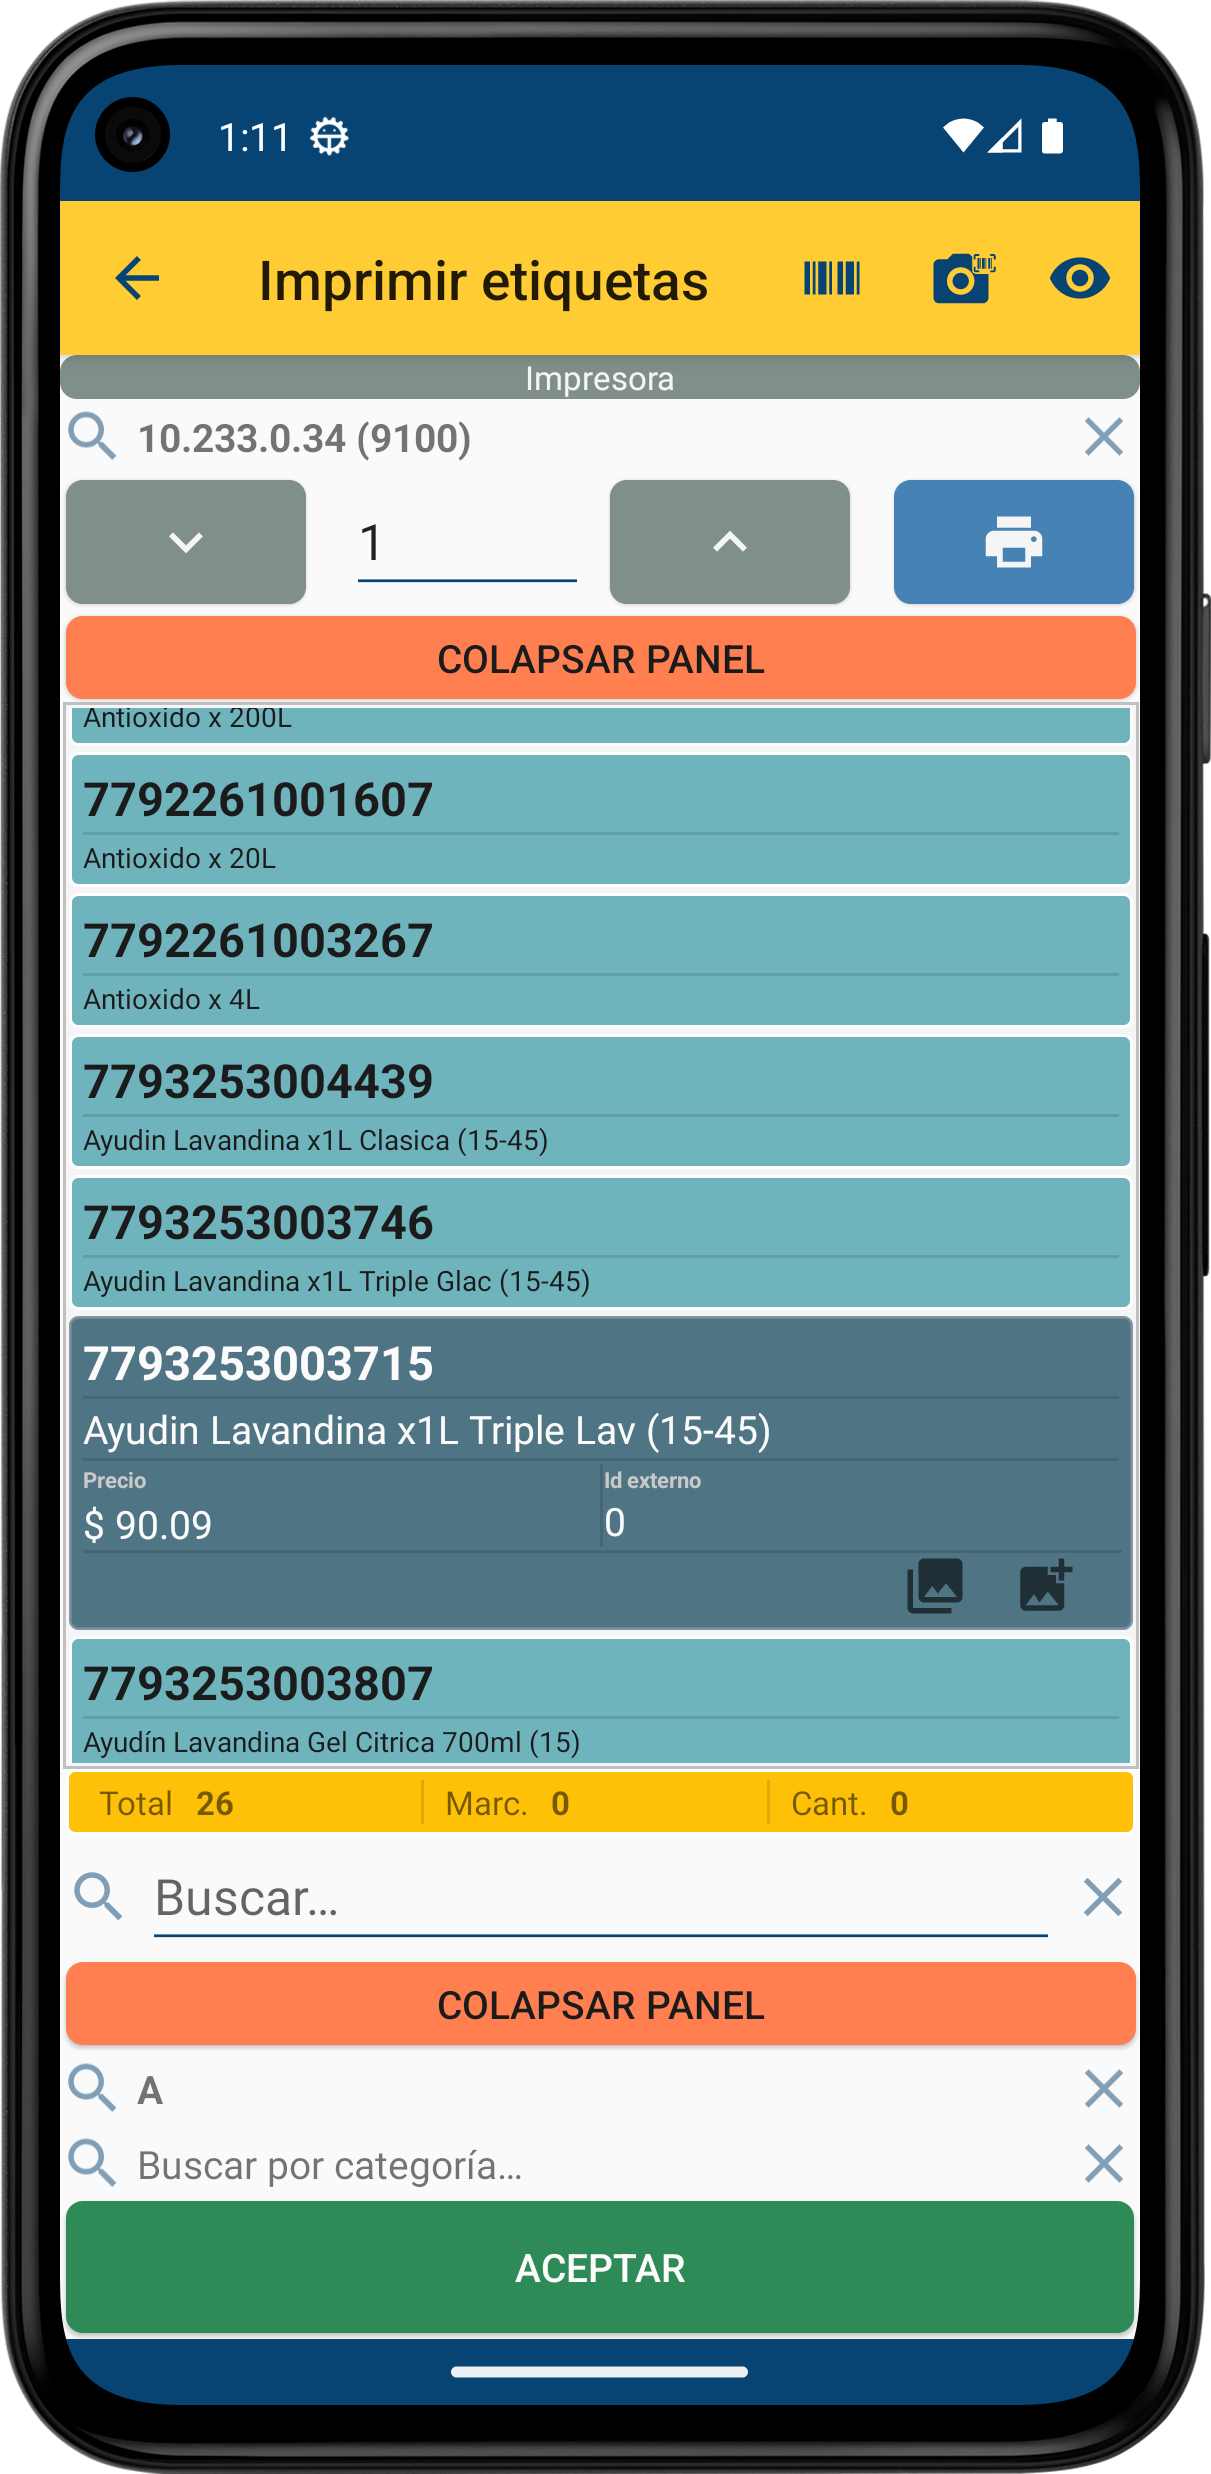 1:11
Imprimir etiquetas
Impresora
10.233.0.34 (9100)
1
COLAPSAR PANEL
Antioxido x 200L
7792261001607
Antioxido x 20L
7792261003267
Antioxido x 4L
7793253004439
Ayudin Lavandina x1L Clasica (15-45)
7793253003746
Ayudin Lavandina x1L Triple Glac (15-45)
7793253003715
Ayudin Lavandina x1L Triple Lav (15-45)
Precio Id externo
$ 90.09 0
7793253003807
Ayudín Lavandina Gel Citrica 700ml (15)
Total 26 Marc. 0 Cant. 0
Buscar...
COLAPSAR PANEL
A
Buscar por categoría...
ACEPTAR